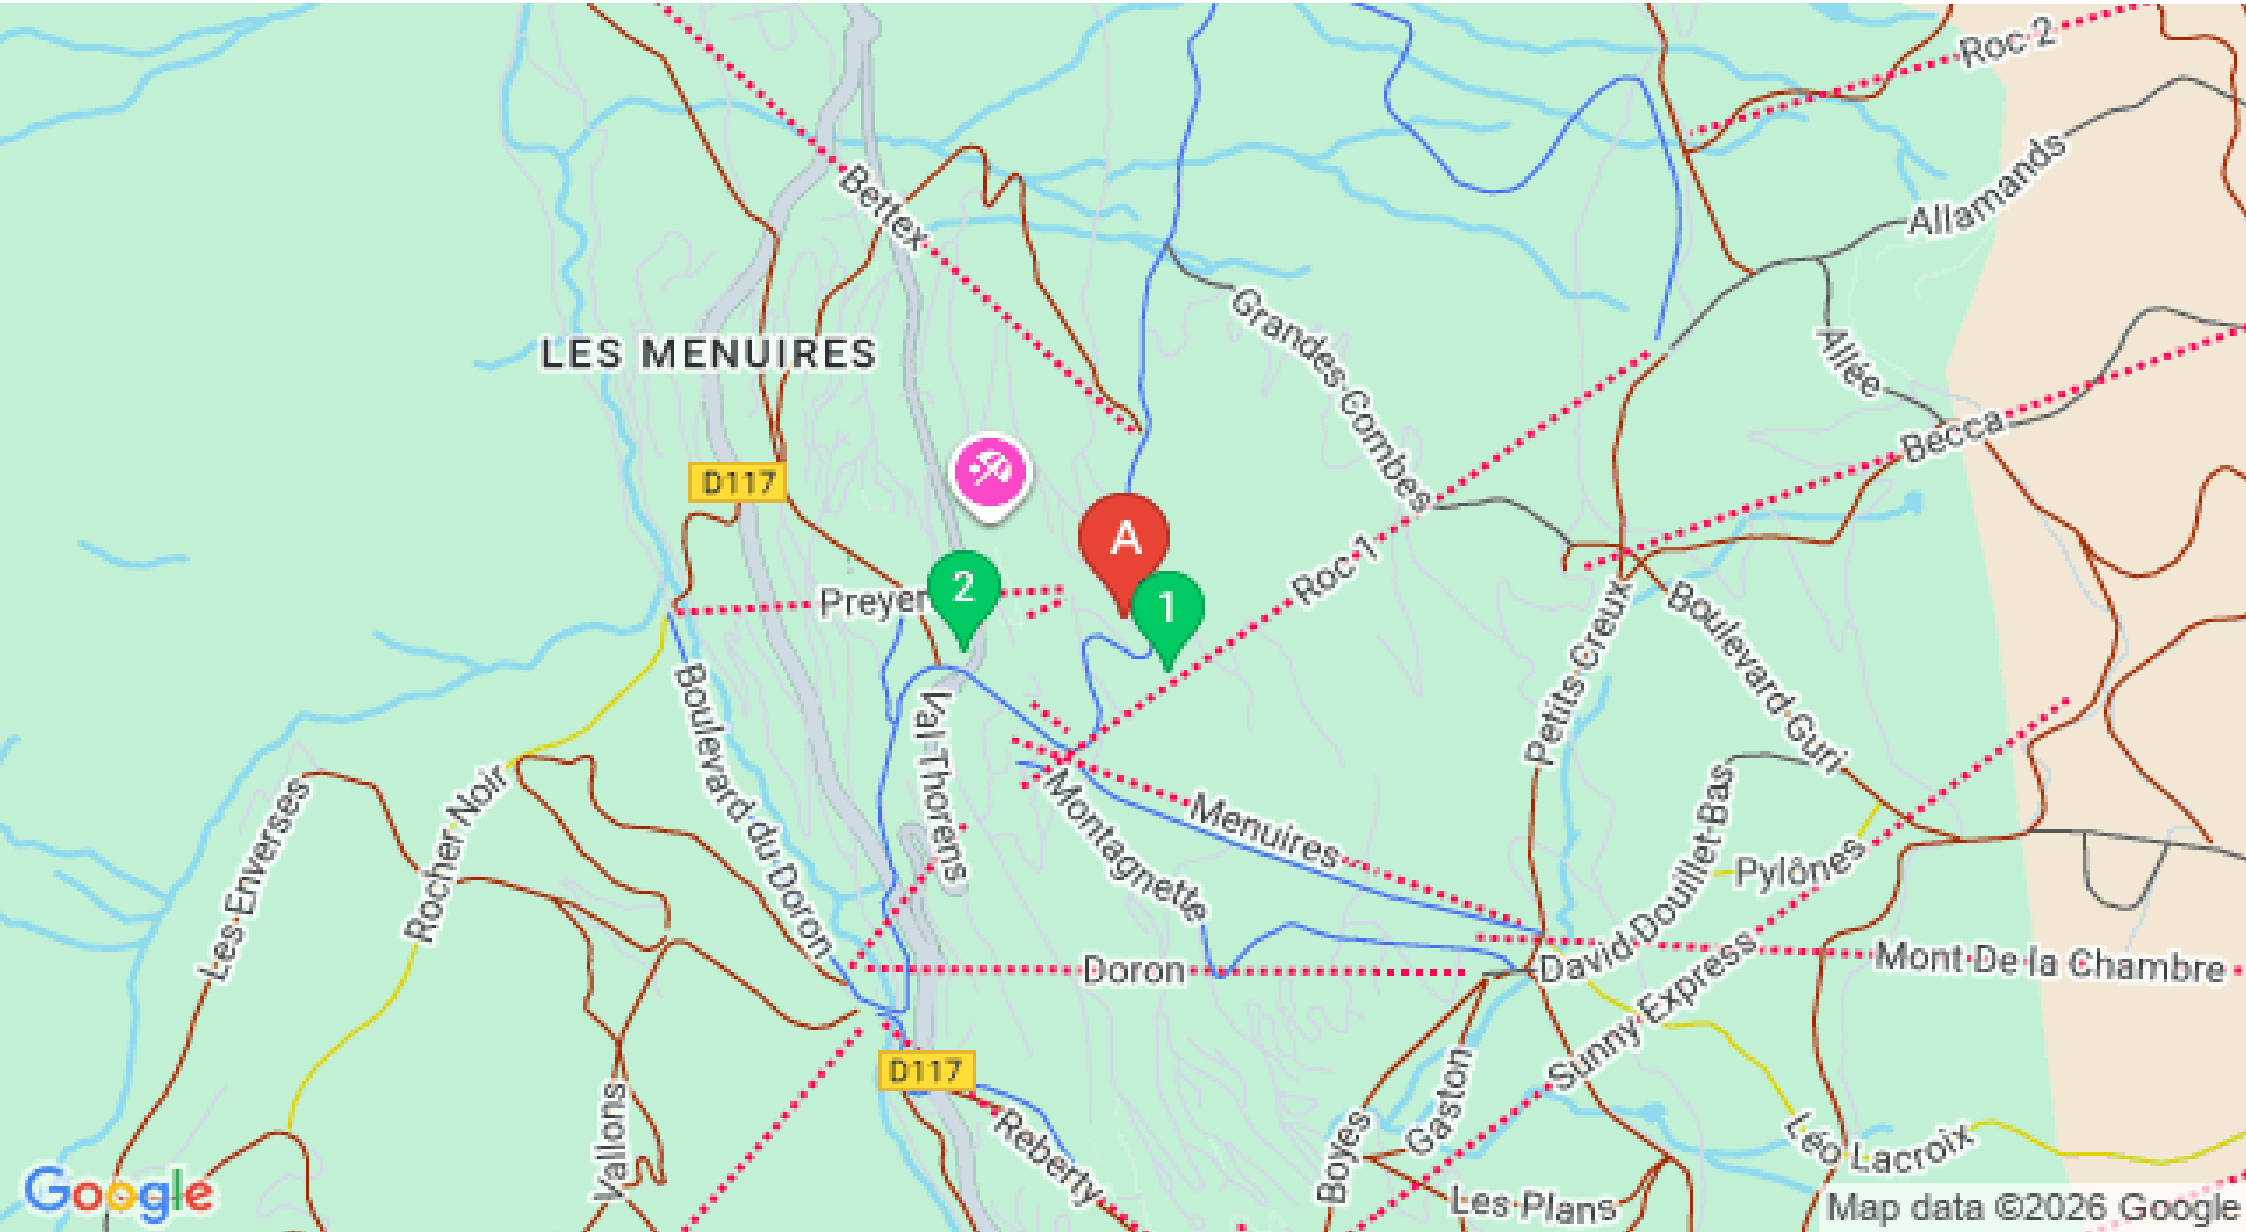 Roc 2
Allamands
Bettex
Grandes Combes
LES MENUIRES
Allée
Becca
D117
A
Roc 1
2
1
Preyer
Petits Creux
Boulevard Guri
Boulevard du Doron
Val Thorens
Les Enverses
Rocher Noir
Montagnette
Menuires
David Douillet Bas
Pylônes
Doron
Mont De la Chambre
Sunny Express
D117
Gaston
Boyes
Vallons
Reberty
Léo Lacroix
Les Plans
Google
Map data ©2026 Google